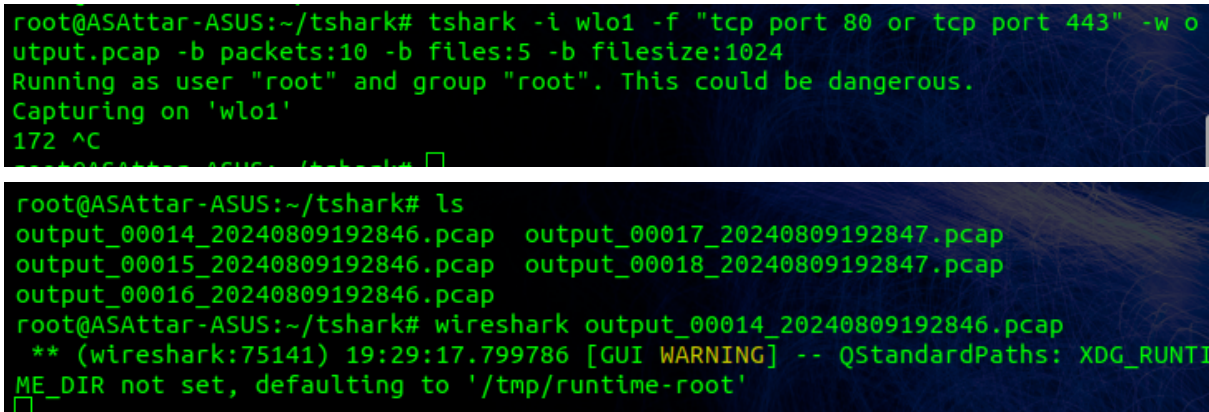 root@ASAttar-ASUS:~/tshark# tshark -i wlo1 -f "tcp port 80 or tcp port 443" -w o
utput.pcap -b packets:10 -b files:5 -b filesize:1024
Running as user "root" and group "root". This could be dangerous.
Capturing on 'wlo1'
172 ^C
root@ASAttar-ASUS:~/tshark#
root@ASAttar-ASUS:~/tshark# ls
output_00014_20240809192846.pcap  output_00017_20240809192847.pcap
output_00015_20240809192846.pcap  output_00018_20240809192847.pcap
output_00016_20240809192846.pcap
root@ASAttar-ASUS:~/tshark# wireshark output_00014_20240809192846.pcap
 ** (wireshark:75141) 19:29:17.799786 [GUI WARNING] -- QStandardPaths: XDG_RUNTI
ME_DIR not set, defaulting to '/tmp/runtime-root'